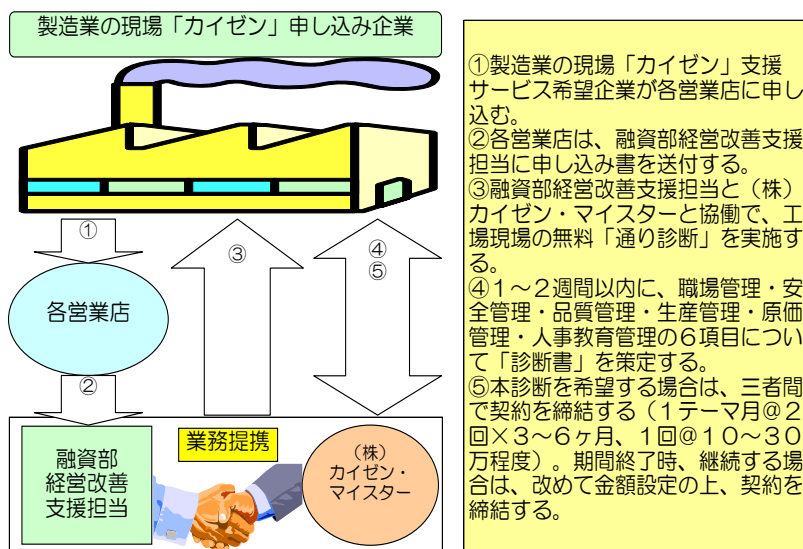 製造業の現場「カイゼン」申し込み企業
①
③
④
⑤
各営業店
②
業務提携
融資部
経営改善
支援担当
（株）
カイゼン・
マイスター
①製造業の現場「カイゼン」支援
サービス希望企業が各営業店に申し
込む。
②各営業店は、融資部経営改善支援
担当に申し込み書を送付する。
③融資部経営改善支援担当と（株）
カイゼン・マイスターと協働で、工
場現場の無料「通り診断」を実施す
る。
④１～２週間以内に、職場管理・安
全管理・品質管理・生産管理・原価
管理・人事教育管理の６項目につい
て「診断書」を策定する。
⑤本診断を希望する場合は、三者間
で契約を締結する（１テーマ月＠２
回×３～６ヶ月、１回＠１０～３０
万程度）。期間終了時、継続する場
合は、改めて金額設定の上、契約を
締結する。